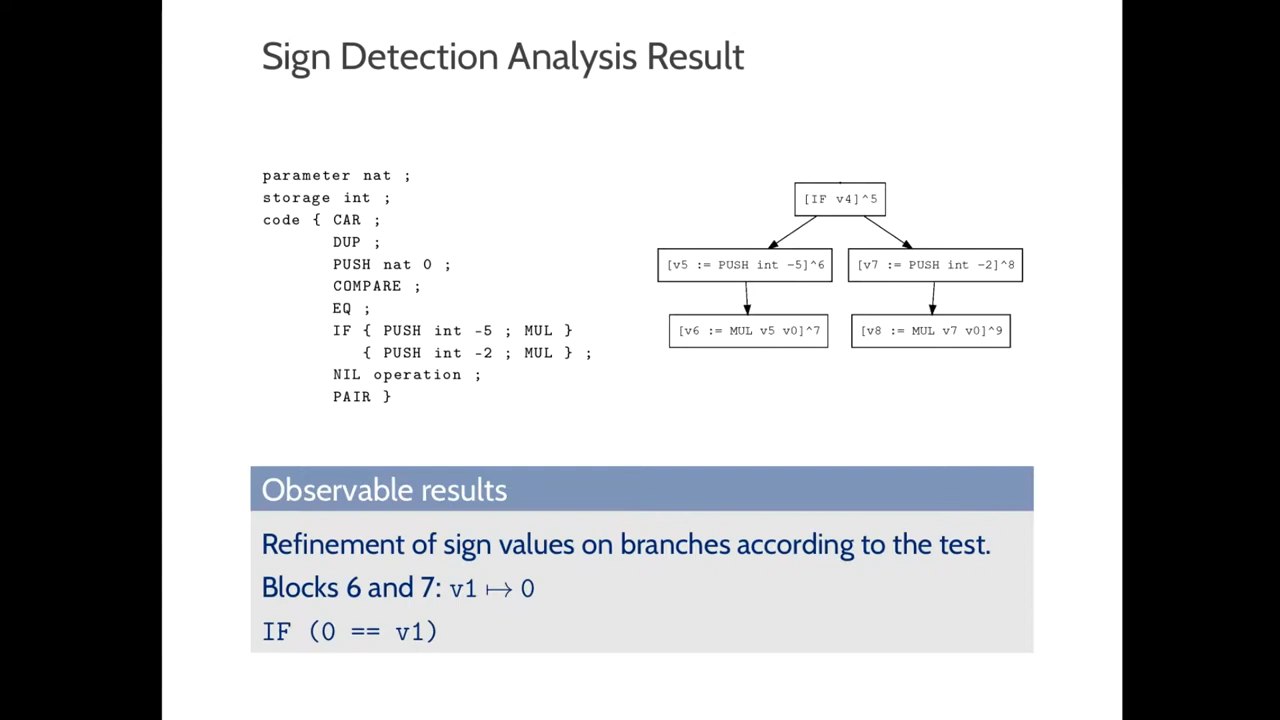 Sign Detection Analysis Result
parameter nat ;
storage int ;
code { CAR ;
DUP ;
PUSH nat 0 ;
COMPARE ;
EQ ;
IF { PUSH int -5 ; MUL }
{ PUSH int -2 ; MUL } ;
NIL operation ;
PAIR }
[IF v4]^5
[v5 := PUSH int -5]^6
[v7 := PUSH int -2]^8
[v6 := MUL v5 v0]^7
[v8 := MUL v7 v0]^9
Observable results
Refinement of sign values on branches according to the test.
Blocks 6 and 7: v1 ↦ 0
IF (0 == v1)